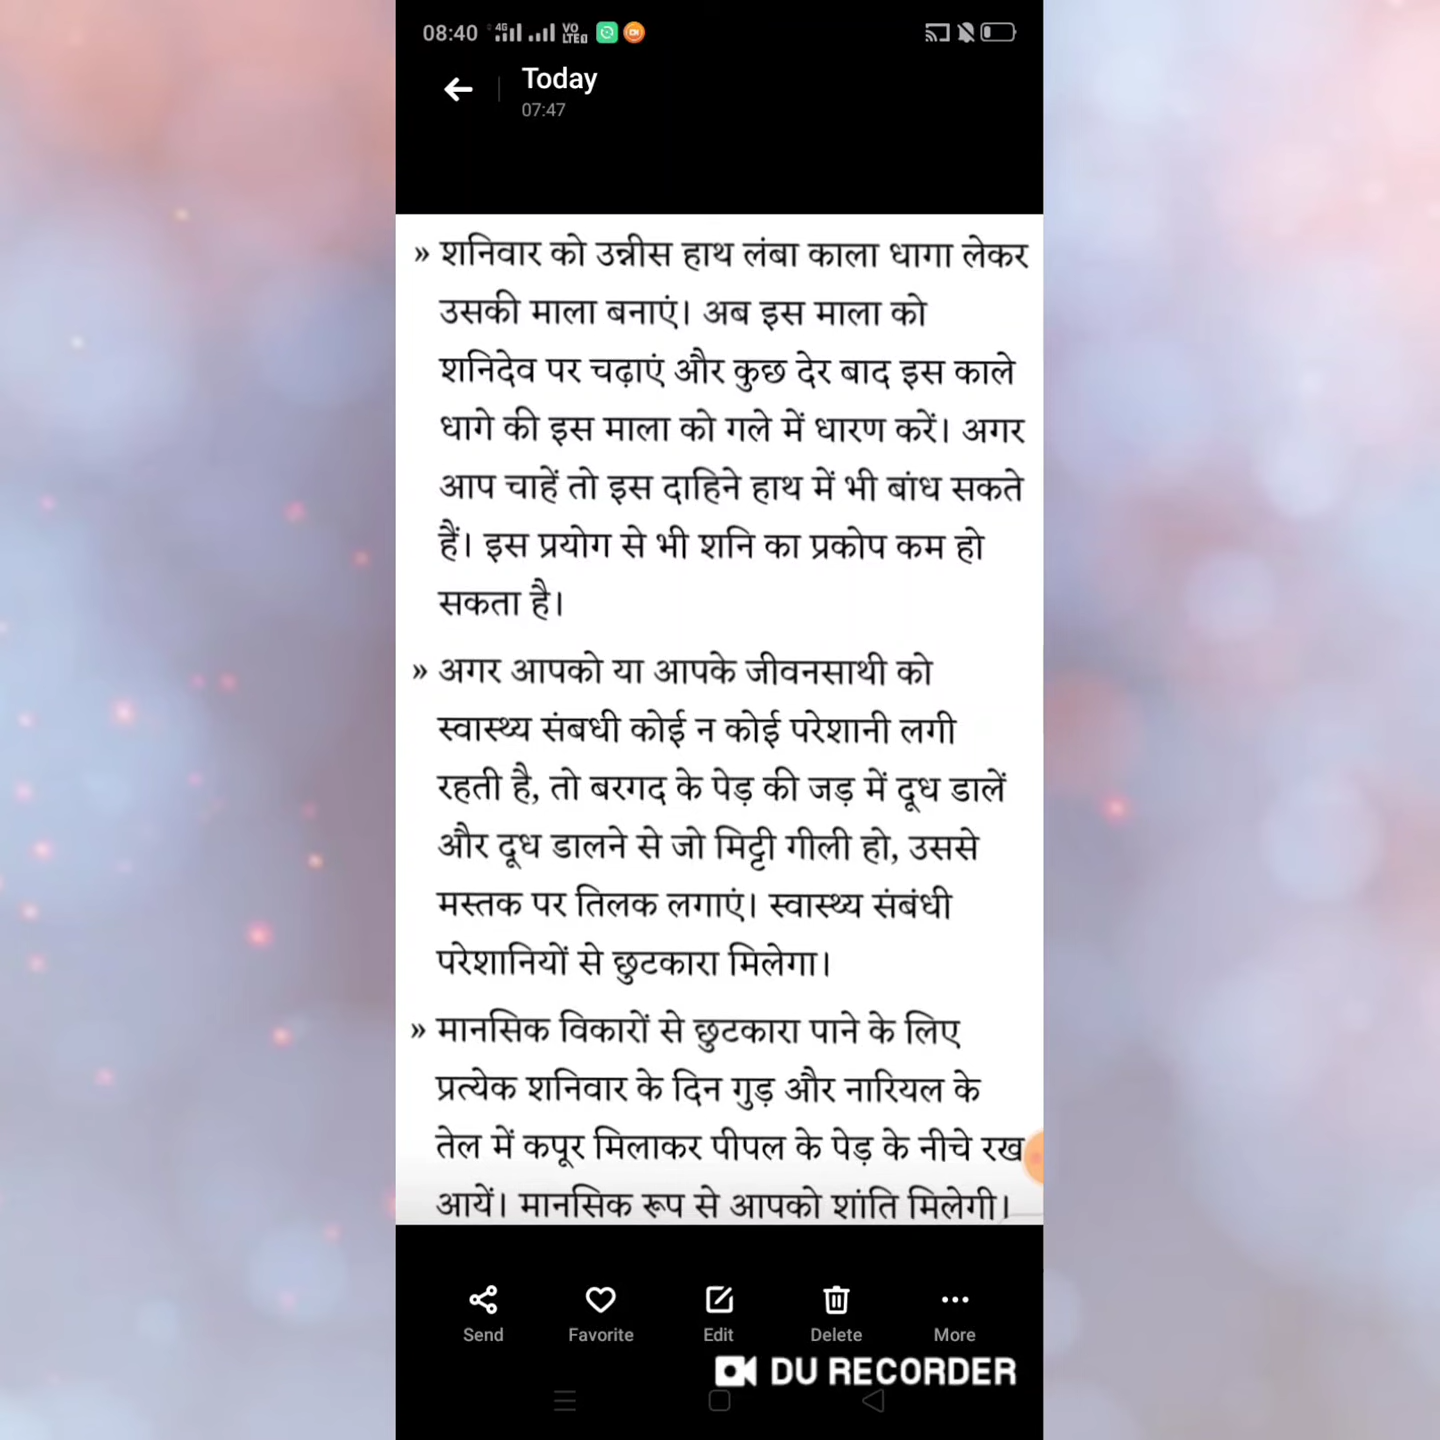 08:40 4G VO LTE1
Today
07:47
» शनिवार को उन्नीस हाथ लंबा काला धागा लेकर
उसकी माला बनाएं। अब इस माला को
शनिदेव पर चढ़ाएं और कुछ देर बाद इस काले
धागे की इस माला को गले में धारण करें। अगर
आप चाहें तो इस दाहिने हाथ में भी बांध सकते
हैं। इस प्रयोग से भी शनि का प्रकोप कम हो
सकता है।
» अगर आपको या आपके जीवनसाथी को
स्वास्थ्य संबधी कोई न कोई परेशानी लगी
रहती है, तो बरगद के पेड़ की जड़ में दूध डालें
और दूध डालने से जो मिट्टी गीली हो, उससे
मस्तक पर तिलक लगाएं। स्वास्थ्य संबंधी
परेशानियों से छुटकारा मिलेगा।
» मानसिक विकारों से छुटकारा पाने के लिए
प्रत्येक शनिवार के दिन गुड़ और नारियल के
तेल में कपूर मिलाकर पीपल के पेड़ के नीचे रख
आयें। मानसिक रूप से आपको शांति मिलेगी।
Send Favorite Edit Delete More
DU RECORDER